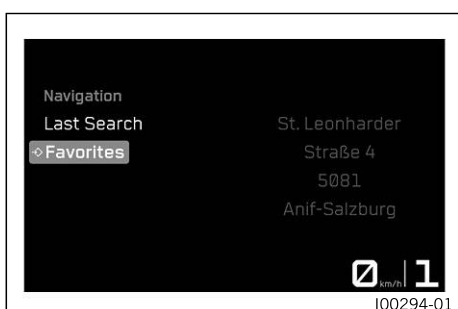 Navigation
Last Search
Favorites
St. Leonharder
Straße 4
5081
Anif-Salzburg
0 km/h 1
I00294-01